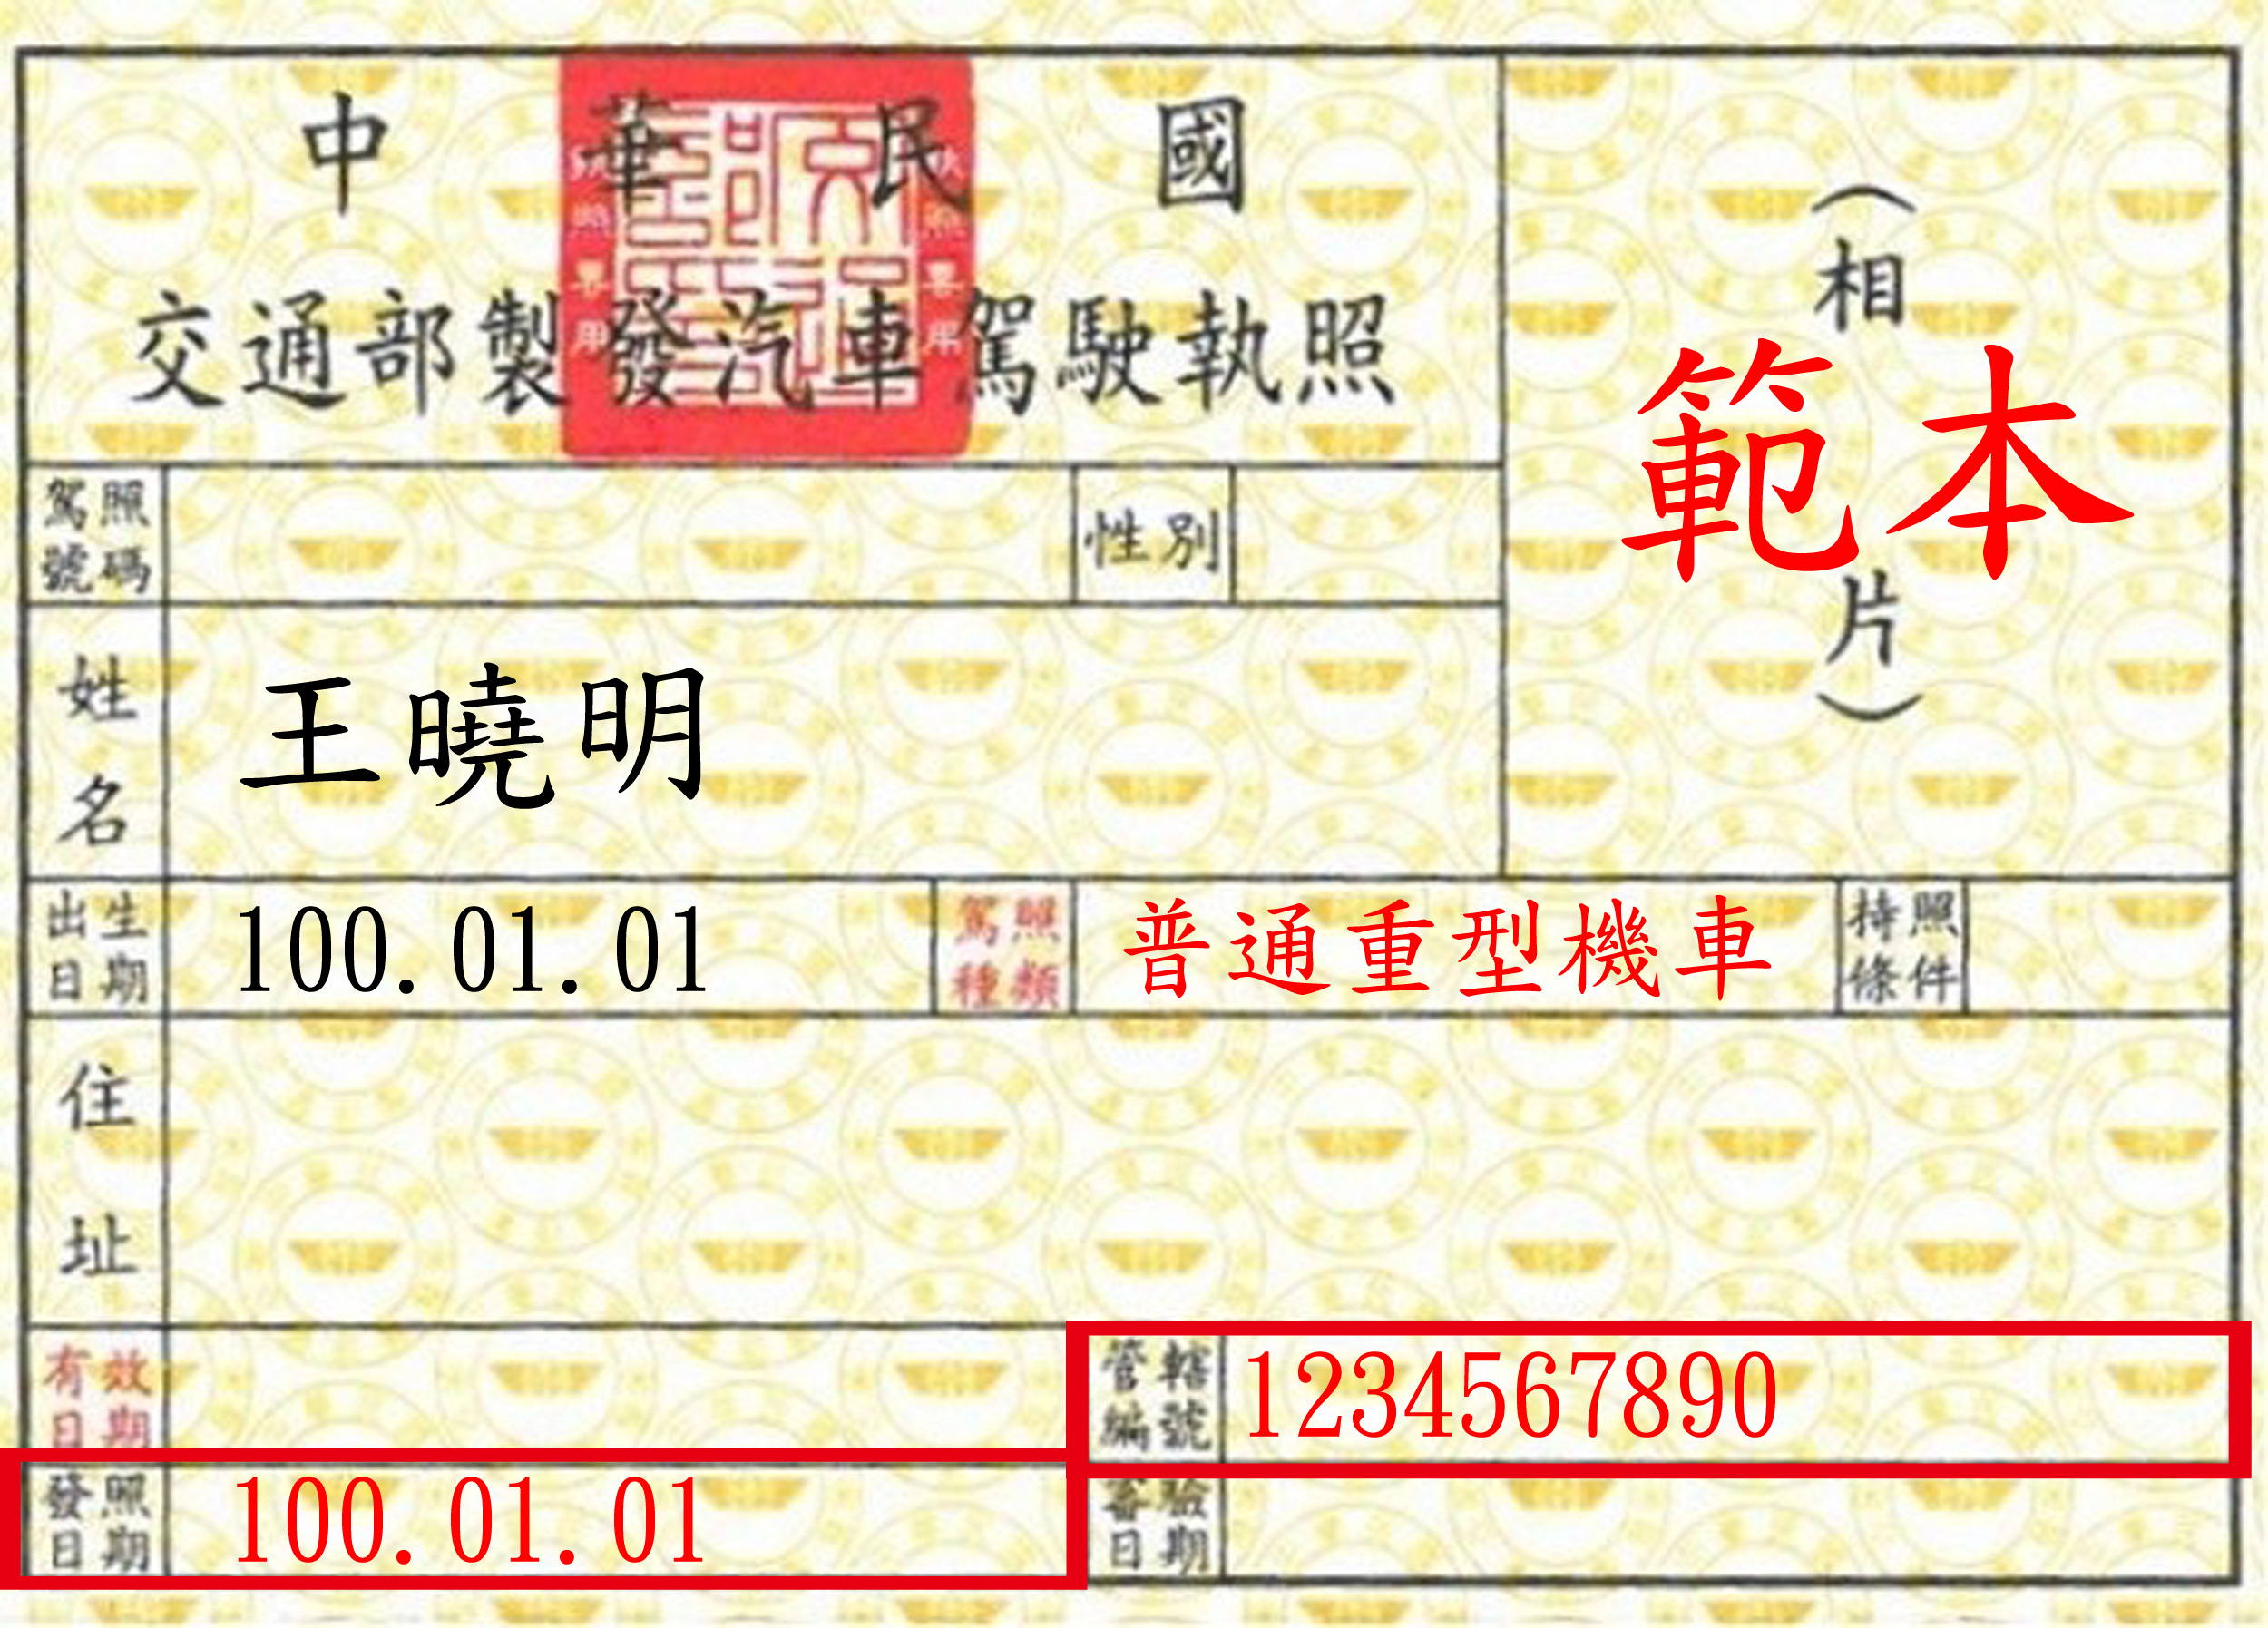 中華民國
交通部製發汽車駕駛執照
(相片)
範本
駕照號碼
性別
姓名
王曉明
出生日期
100.01.01
駕照種類
普通重型機車
持照條件
住址
有效日期
管轄編號
1234567890
發照日期
100.01.01
審驗日期